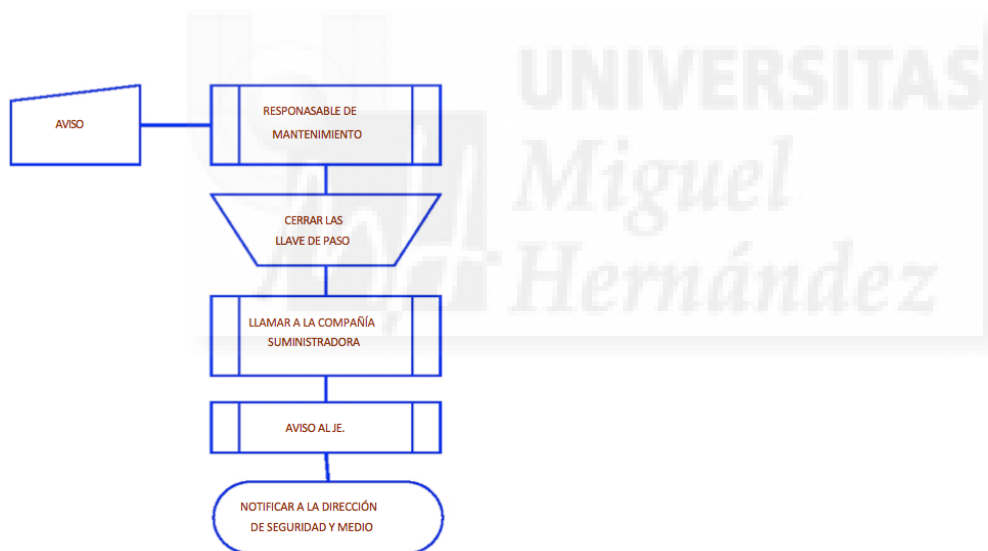 UNIVERSITAS
Miguel
Hernández
AVISO
RESPONASABLE DE
MANTENIMIENTO
CERRAR LAS
LLAVE DE PASO
LLAMAR A LA COMPAÑÍA
SUMINISTRADORA
AVISO AL JE.
NOTIFICAR A LA DIRECCIÓN
DE SEGURIDAD Y MEDIO